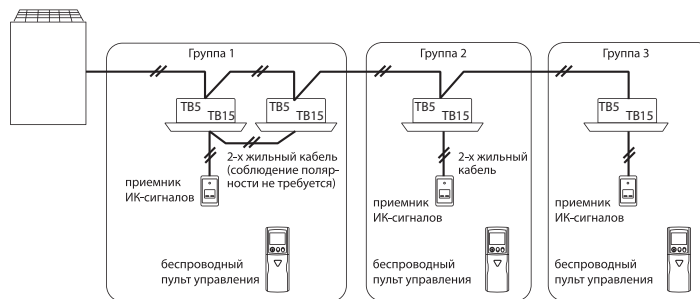 Группа 1
Группа 2
Группа 3
TB5
TB15
TB5
TB15
TB5
TB15
TB5
TB15
2-х жильный кабель
(соблюдение поляр-
ности не требуется)
2-х жильный
кабель
приемник
ИК-сигналов
приемник
ИК-сигналов
приемник
ИК-сигналов
беспроводный
пульт управления
беспроводный
пульт управления
беспроводный
пульт управления